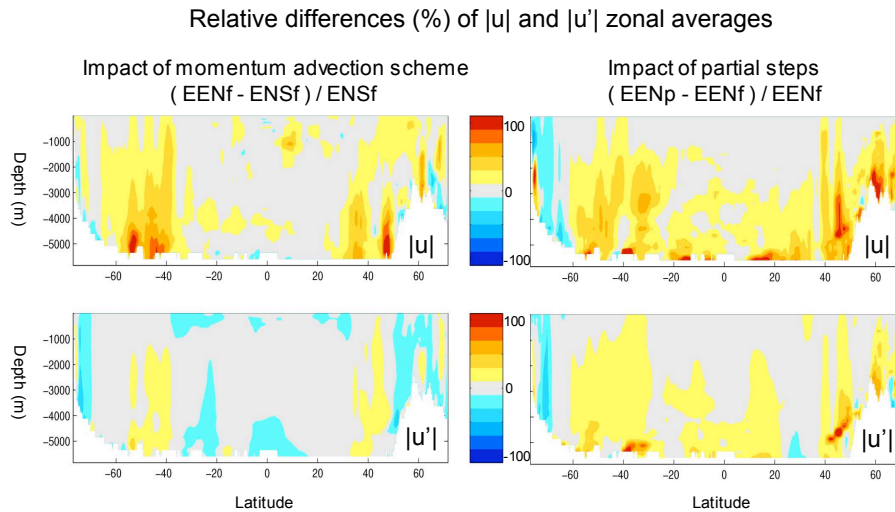 Relative differences (%) of |u| and |u’| zonal averages
Impact of momentum advection scheme
( EENf - ENSf ) / ENSf
Impact of partial steps
( EENp - EENf ) / EENf
Depth (m)
-1000
-2000
-3000
-4000
-5000
-60 -40 -20 0 20 40 60
|u|
100
0
-100
-60 -40 -20 0 20 40 60
|u|
Depth (m)
-1000
-2000
-3000
-4000
-5000
-60 -40 -20 0 20 40 60
|u’|
Latitude
100
0
-100
-60 -40 -20 0 20 40 60
|u’|
Latitude